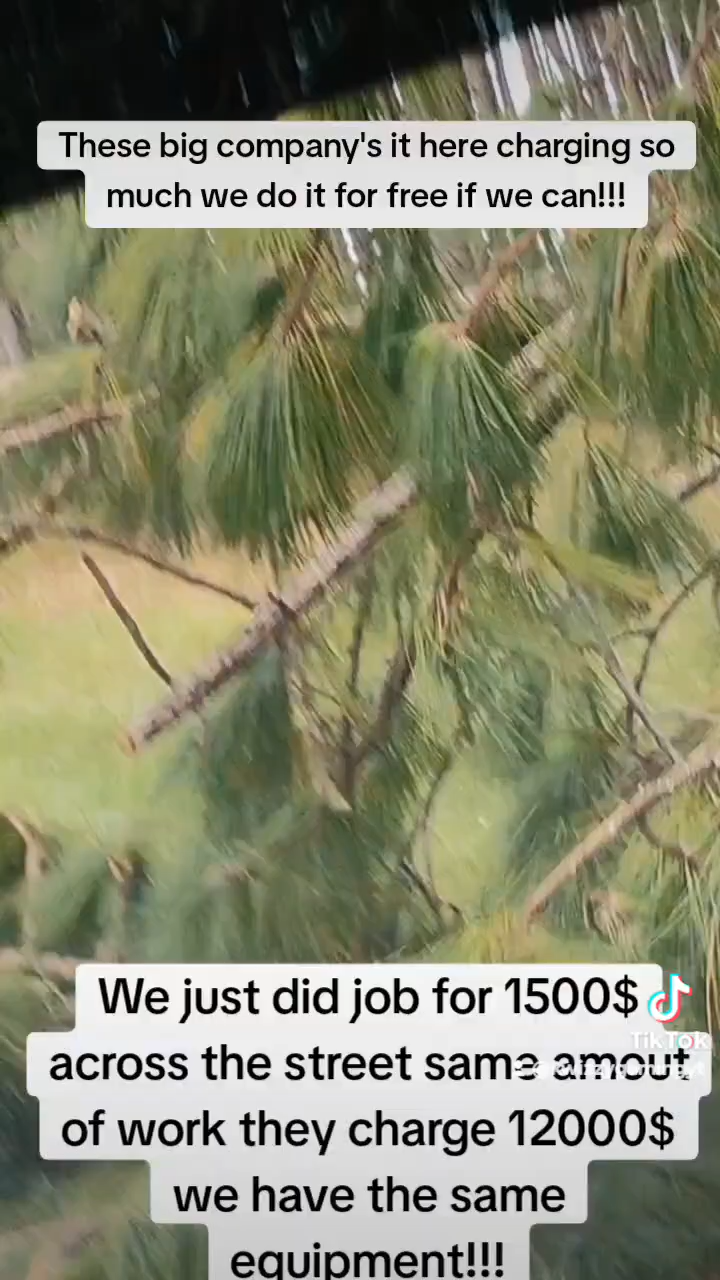 These big company's it here charging so
much we do it for free if we can!!!
We just did job for 1500$
across the street same amout
of work they charge 12000$
we have the same
equipment!!!
TikTok